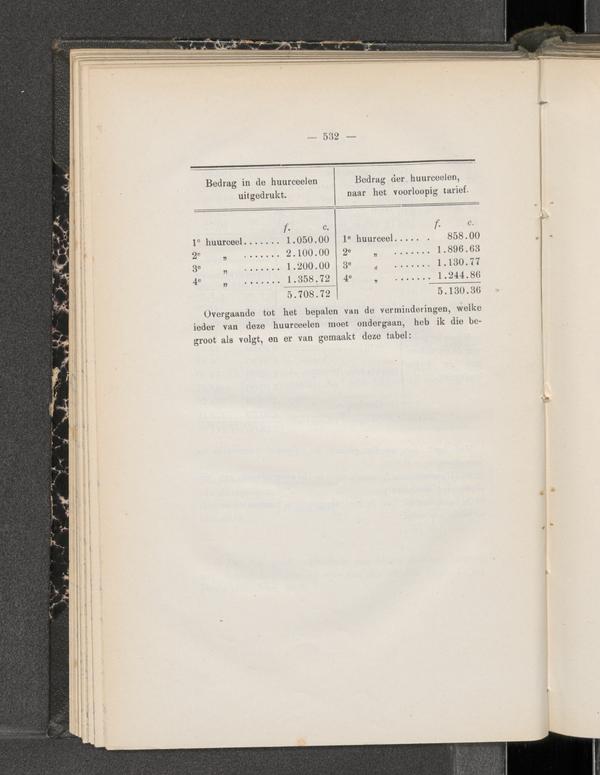 — 532 —
Bedrag in de huurceelen uitgedrukt.
Bedrag der huurceelen, naar het voorloopig tarief.
f. c. f. c.
1e huurceel....... 1.050.00 1e huurceel..... . 858.00
2e „ ....... 2.100.00 2e „ ....... 1.896.63
3e „ ....... 1.200.00 3e „ ....... 1.130.77
4e „ ....... 1.358.72 4e „ ....... 1.244.86
5.708.72 5.130.36
Overgaande tot het bepalen van de verminderingen, welke
ieder van deze huurceelen moet ondergaan, heb ik die be-
groot als volgt, en er van gemaakt deze tabel: